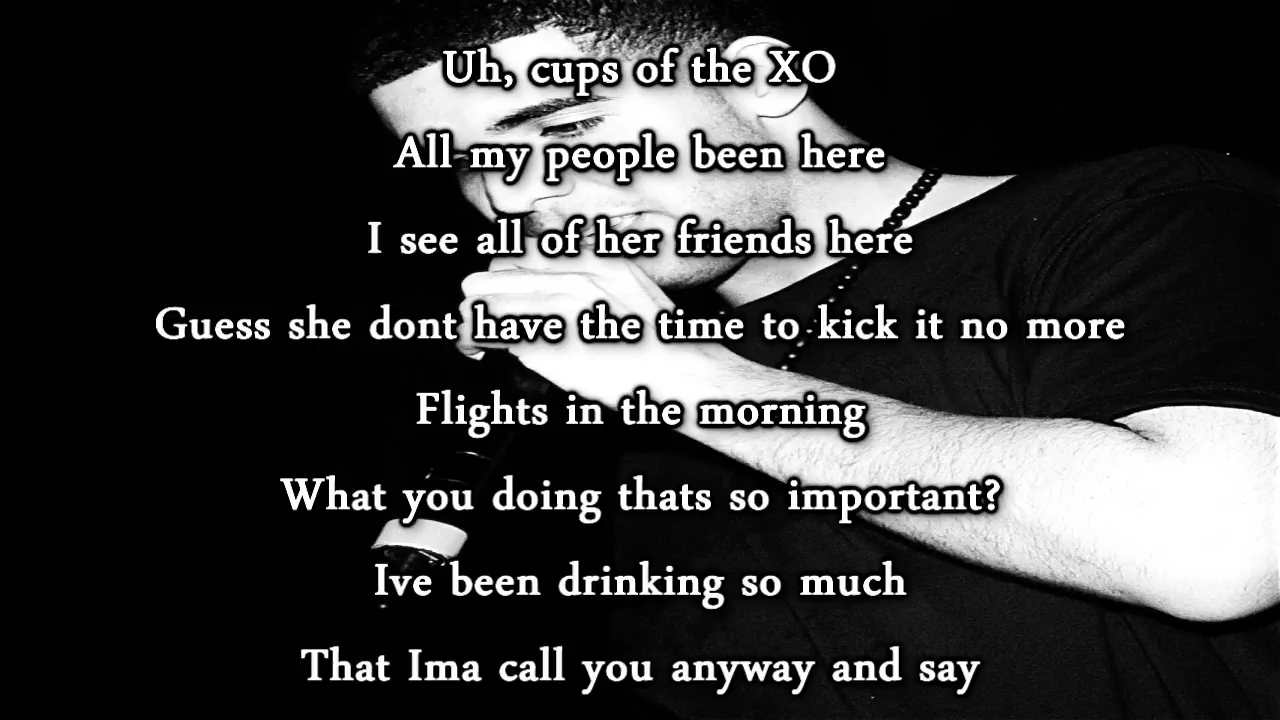 Uh, cups of the XO
All my people been here
I see all of her friends here
Guess she dont have the time to kick it no more
Flights in the morning
What you doing thats so important?
Ive been drinking so much
That Ima call you anyway and say